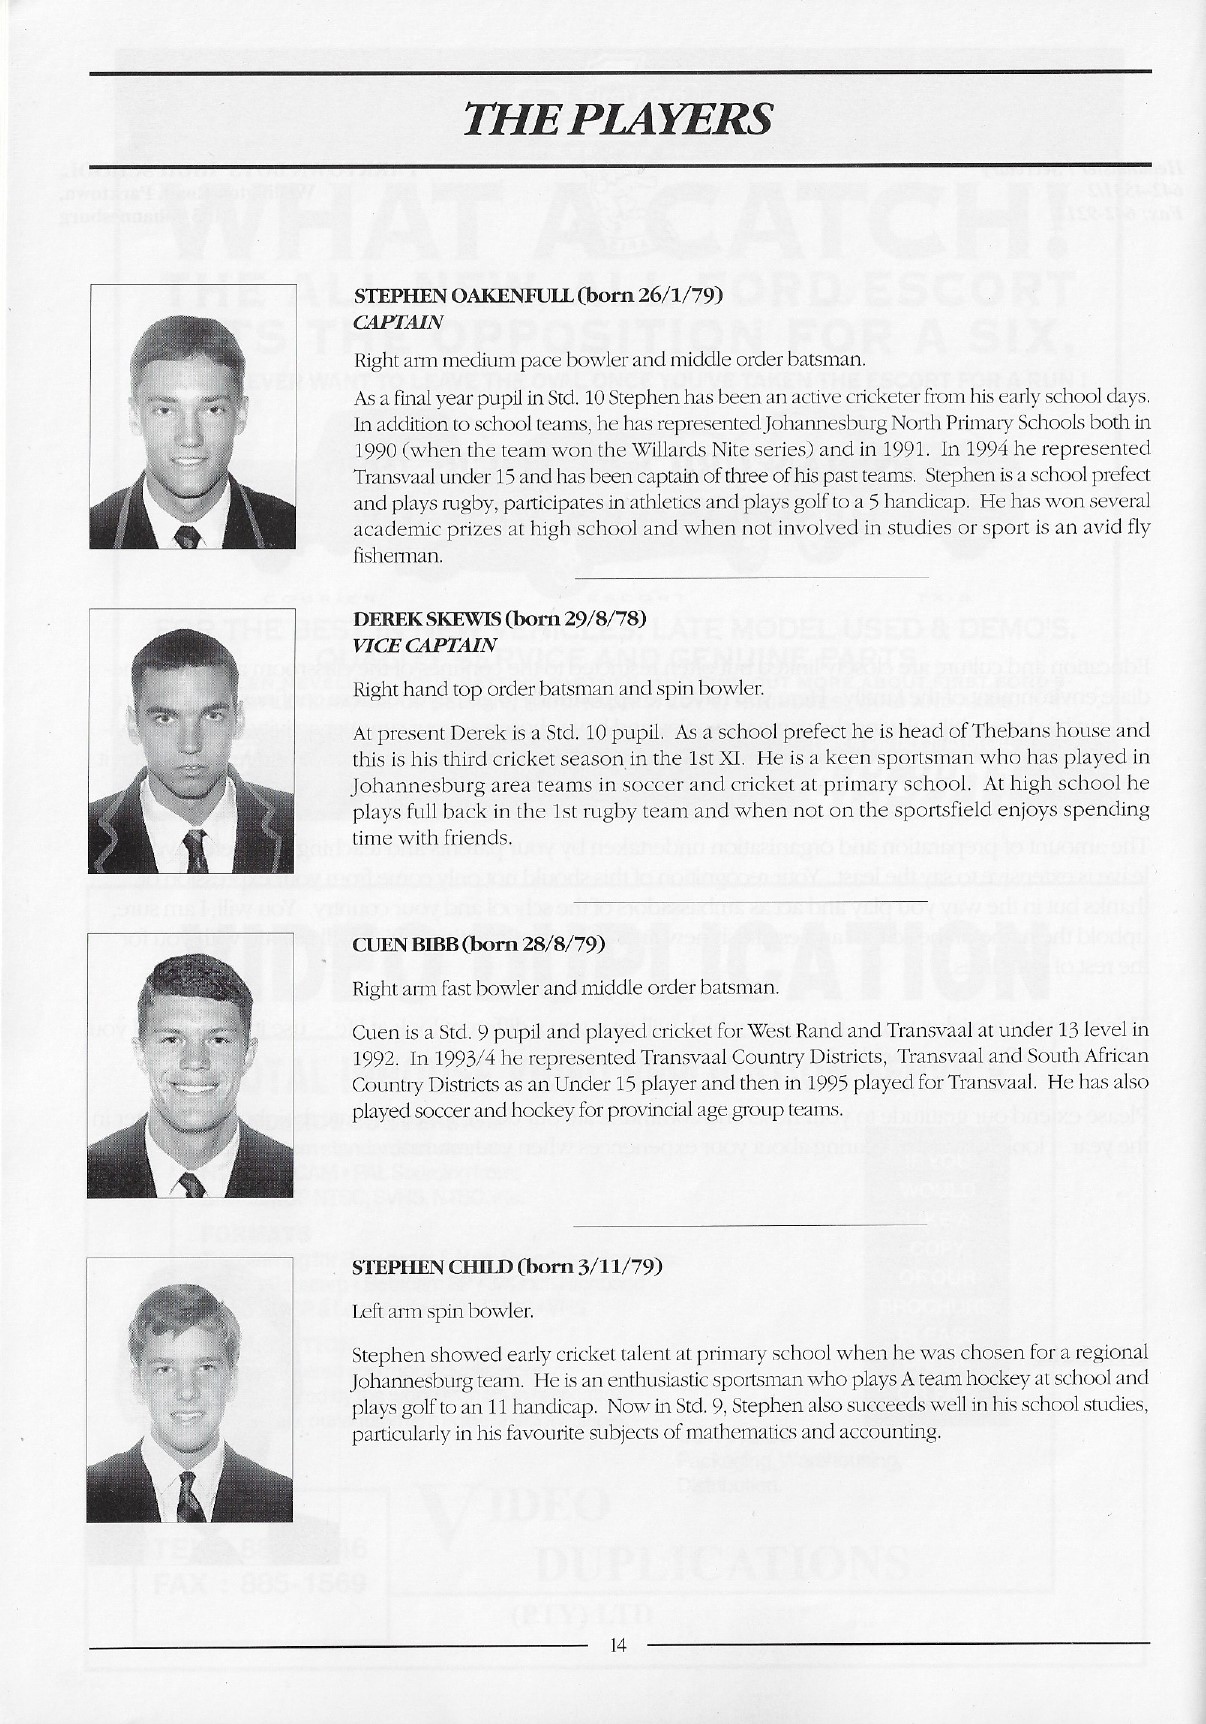 THE PLAYERS
STEPHEN OAKENFULL (born 26/1/79)
CAPTAIN
Right arm medium pace bowler and middle order batsman.
As a final year pupil in Std. 10 Stephen has been an active cricketer from his early school days.
In addition to school teams, he has represented Johannesburg North Primary Schools both in
1990 (when the team won the Willards Nite series) and in 1991. In 1994 he represented
Transvaal under 15 and has been captain of three of his past teams. Stephen is a school prefect
and plays rugby, participates in athletics and plays golf to a 5 handicap. He has won several
academic prizes at high school and when not involved in studies or sport is an avid fly
fisherman.
DEREK SKEWIS (born 29/8/78)
VICE CAPTAIN
Right hand top order batsman and spin bowler.
At present Derek is a Std. 10 pupil. As a school prefect he is head of Thebans house and
this is his third cricket season in the 1st XI. He is a keen sportsman who has played in
Johannesburg area teams in soccer and cricket at primary school. At high school he
plays full back in the 1st rugby team and when not on the sportsfield enjoys spending
time with friends.
CUEN BIBB (born 28/8/79)
Right arm fast bowler and middle order batsman.
Cuen is a Std. 9 pupil and played cricket for West Rand and Transvaal at under 13 level in
1992. In 1993/4 he represented Transvaal Country Districts, Transvaal and South African
Country Districts as an Under 15 player and then in 1995 played for Transvaal. He has also
played soccer and hockey for provincial age group teams.
STEPHEN CHILD (born 3/11/79)
Left arm spin bowler.
Stephen showed early cricket talent at primary school when he was chosen for a regional
Johannesburg team. He is an enthusiastic sportsman who plays A team hockey at school and
plays golf to an 11 handicap. Now in Std. 9, Stephen also succeeds well in his school studies,
particularly in his favourite subjects of mathematics and accounting.
14